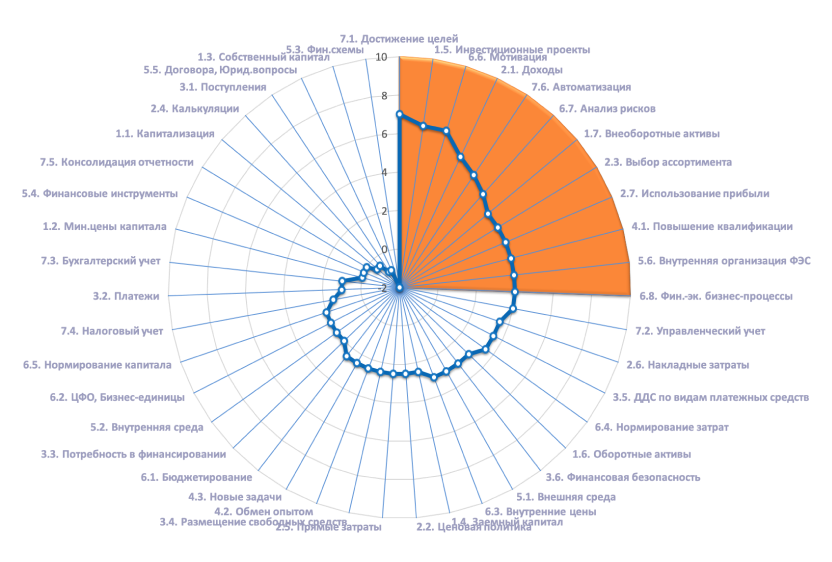 7.1. Достижение целей
1.5. Инвестиционные проекты
6.6. Мотивация
2.1. Доходы
7.6. Автоматизация
6.7. Анализ рисков
1.7. Внеоборотные активы
2.3. Выбор ассортимента
2.7. Использование прибыли
4.1. Повышение квалификации
5.6. Внутренняя организация ФЭС
6.8. Фин.-эк. бизнес-процессы
7.2. Управленческий учет
2.6. Накладные затраты
3.5. ДДС по видам платежных средств
6.4. Нормирование затрат
1.6. Оборотные активы
3.6. Финансовая безопасность
5.1. Внешняя среда
6.3. Внутренние цены
1.4. Заемный капитал
2.2. Ценовая политика
2.5. Прямые затраты
3.4. Размещение свободных средств
4.2. Обмен опытом
4.3. Новые задачи
6.1. Бюджетирование
3.3. Потребность в финансировании
5.2. Внутренняя среда
6.2. ЦФО, Бизнес-единицы
6.5. Нормирование капитала
7.4. Налоговый учет
3.2. Платежи
7.3. Бухгалтерский учет
1.2. Мин.цены капитала
5.4. Финансовые инструменты
7.5. Консолидация отчетности
1.1. Капитализация
2.4. Калькуляции
3.1. Поступления
5.5. Договора, Юрид.вопросы
1.3. Собственный капитал
5.3. Фин.схемы
10
8
6
4
2
0
-2